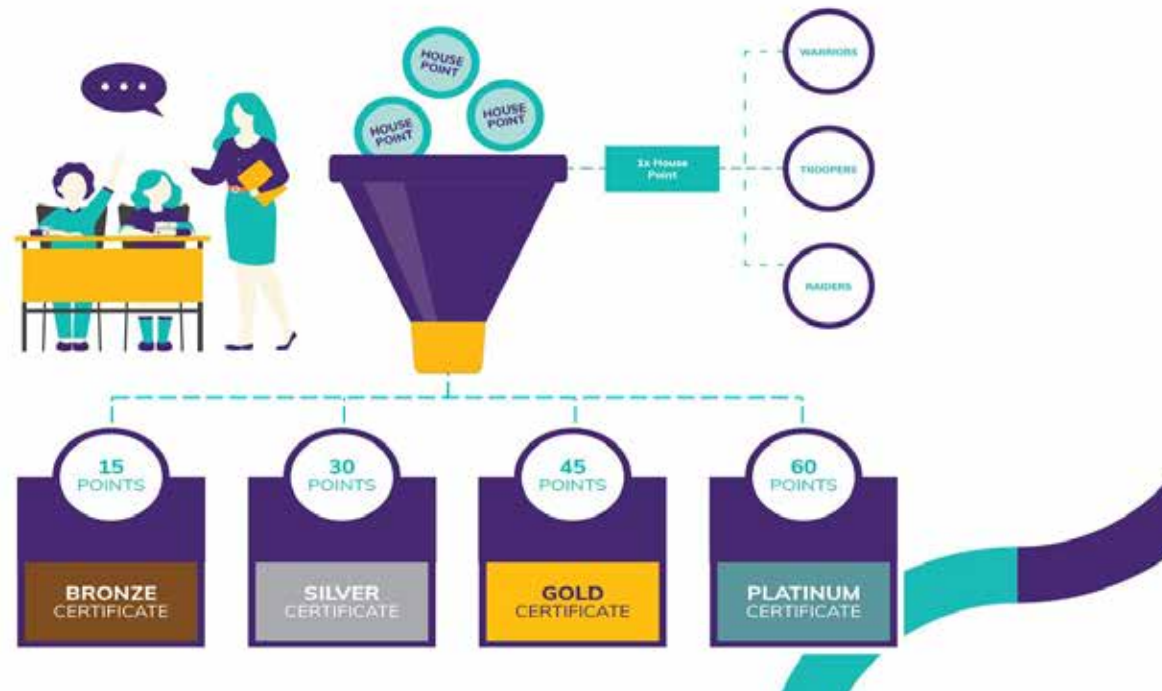 HOUSE
POINT
HOUSE
POINT
HOUSE
POINT
1x House
Point
WARRIORS
TROOPERS
RAIDERS
15
POINTS
30
POINTS
45
POINTS
60
POINTS
BRONZE
CERTIFICATE
SILVER
CERTIFICATE
GOLD
CERTIFICATE
PLATINUM
CERTIFICATE